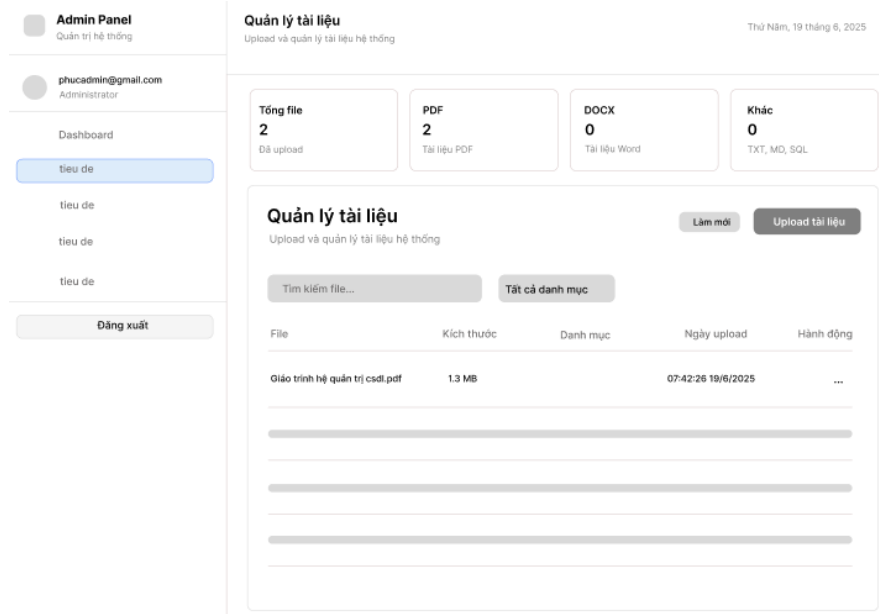 Admin Panel
Quản trị hệ thống
phucadmin@gmail.com
Administrator
Dashboard
tieu de
tieu de
tieu de
tieu de
Đăng xuất
Quản lý tài liệu
Upload và quản lý tài liệu hệ thống
Thứ Năm, 19 tháng 6, 2025
Tổng file
2
Đã upload
PDF
2
Tài liệu PDF
DOCX
0
Tài liệu Word
Khác
0
TXT, MD, SQL
Quản lý tài liệu
Upload và quản lý tài liệu hệ thống
Làm mới
Upload tài liệu
Tìm kiếm file...
Tất cả danh mục
File Kích thước Danh mục Ngày upload Hành động
Giáo trình hệ quản trị csdl.pdf 1.3 MB 07:42:26 19/6/2025 ...